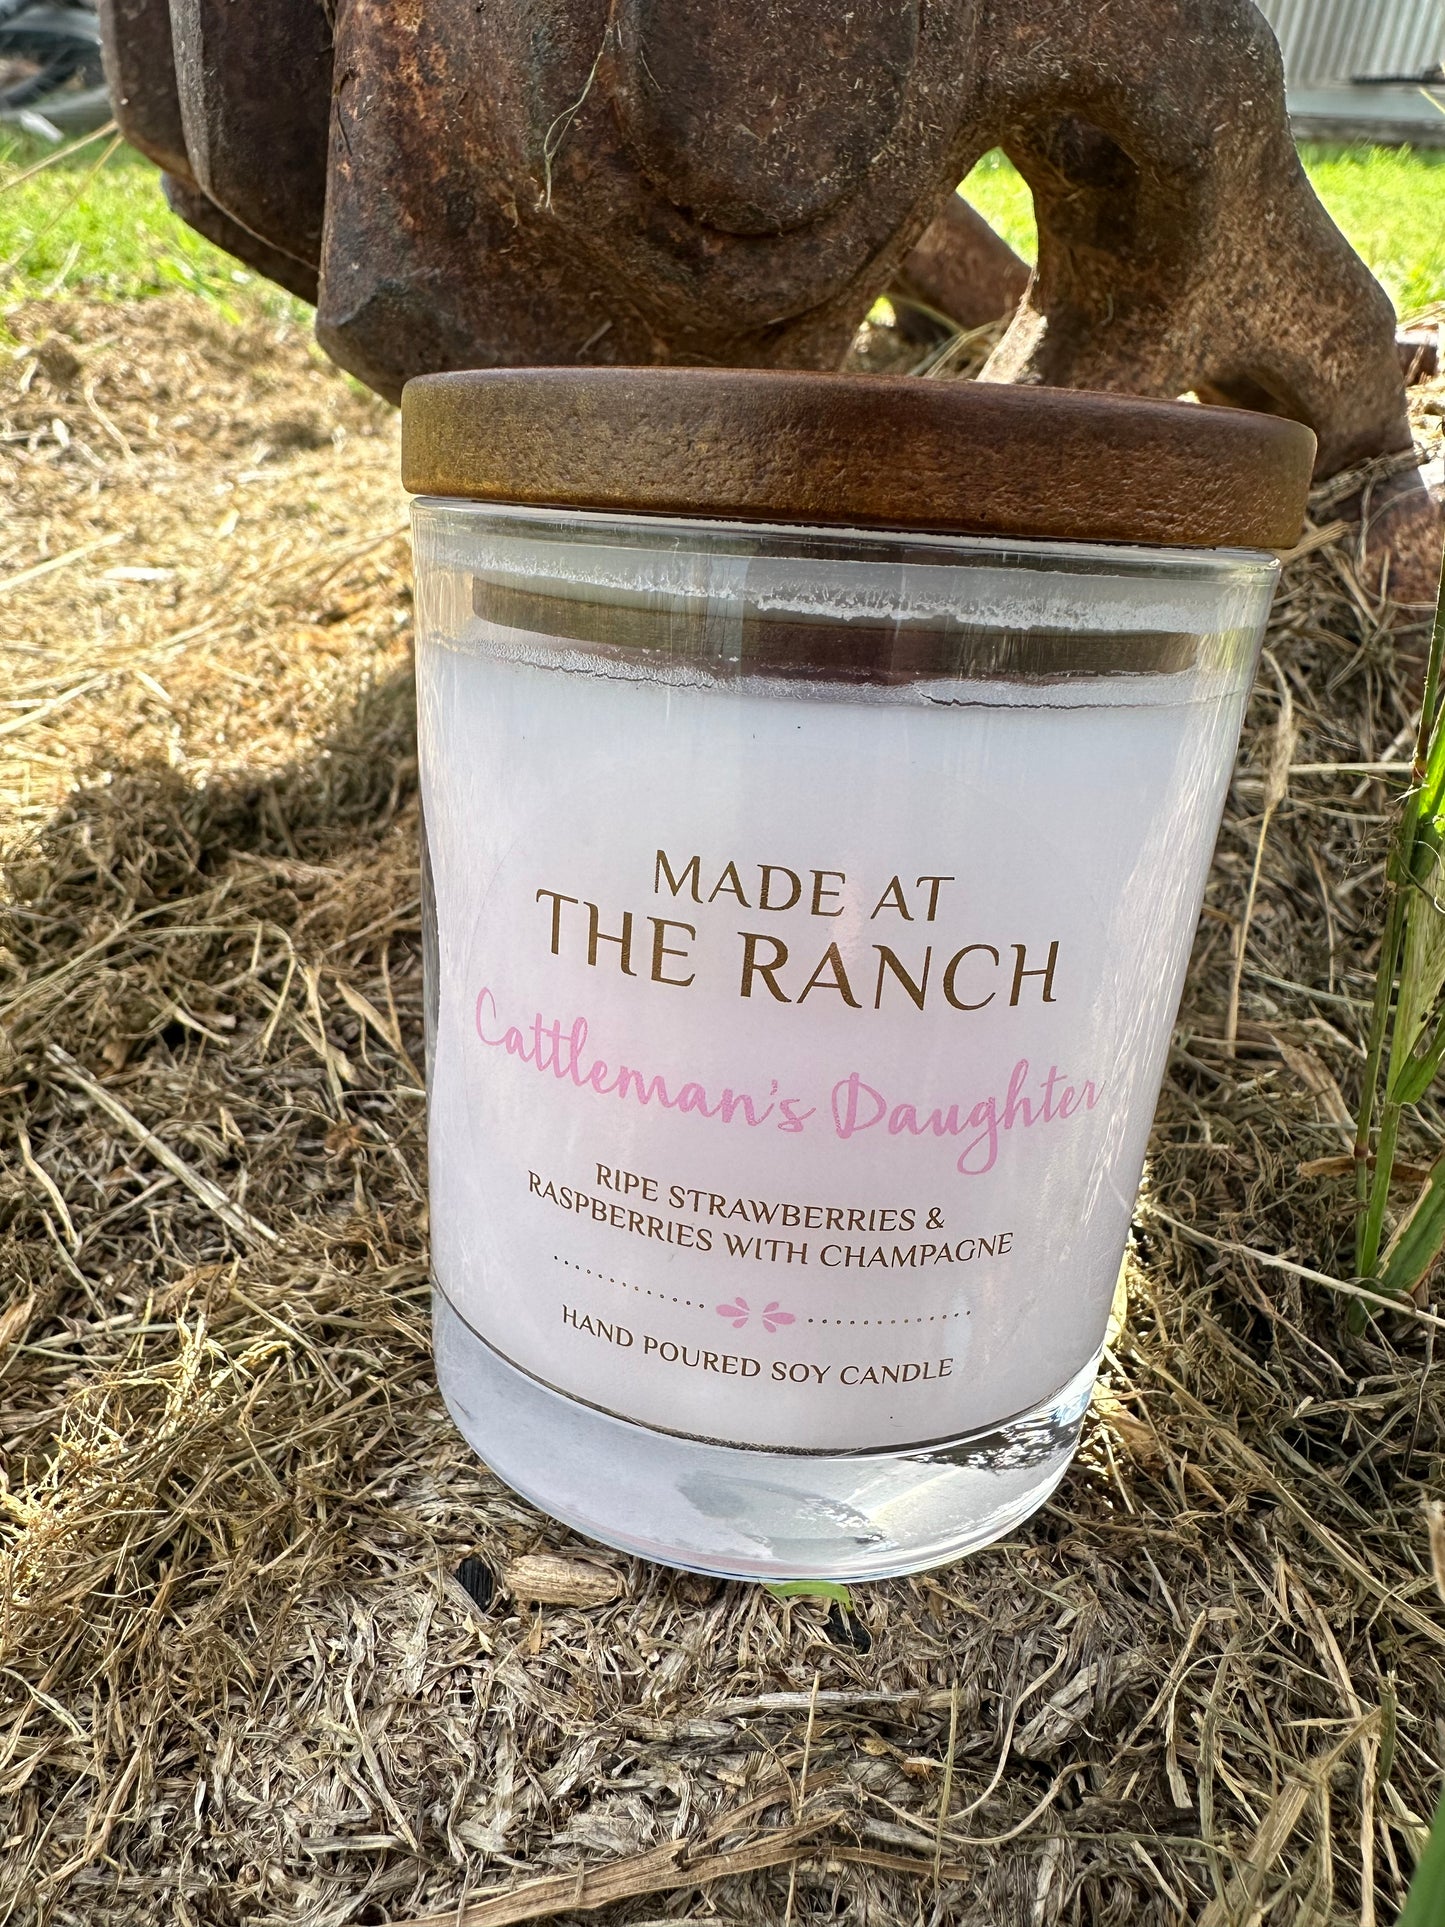 MADE AT
THE RANCH
Cattleman's Daughter
RIPE STRAWBERRIES &
RASPBERRIES WITH CHAMPAGNE
HAND POURED SOY CANDLE